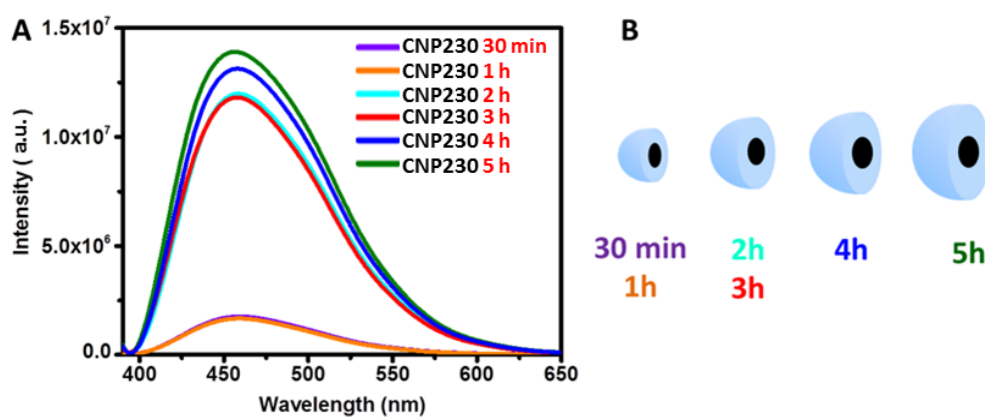 A
1.5x10⁷
1.0x10⁷
5.0x10⁶
0.0
Intensity ( a.u.)
CNP230 30 min
CNP230 1 h
CNP230 2 h
CNP230 3 h
CNP230 4 h
CNP230 5 h
400 450 500 550 600 650
Wavelength (nm)
B
30 min 2h 4h 5h
1h 3h